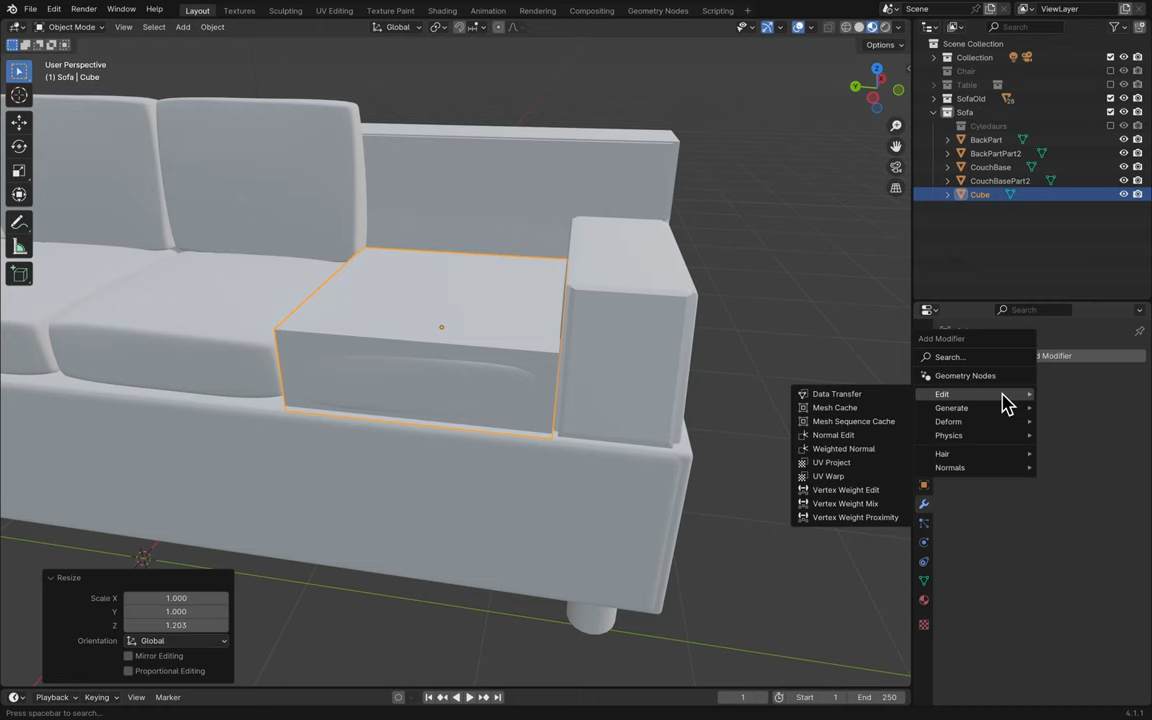 File Edit Render Window Help Layout Textures Sculpting UV Editing Texture Paint Shading Animation Rendering Compositing Geometry Nodes Scripting Scene ViewLayer
Object Mode View Select Add Object Global
Options
User Perspective
(1) Sofa | Cube
Z
Y
Scene Collection
Collection
Chair
Table
SofaOld 28
Sofa
Cyledaurs
BackPart
BackPartPart2
CouchBase
CouchBasePart2
Cube
Search
Add Modifier
d Modifier
Search...
Geometry Nodes
Edit
Generate
Deform
Physics
Hair
Normals
Data Transfer
Mesh Cache
Mesh Sequence Cache
Normal Edit
Weighted Normal
UV Project
UV Warp
Vertex Weight Edit
Vertex Weight Mix
Vertex Weight Proximity
Resize
Scale X 1.000
Y 1.000
Z 1.203
Orientation Global
Mirror Editing
Proportional Editing
Playback Keying View Marker 1 Start 1 End 250
Press spacebar to search... 4.1.1